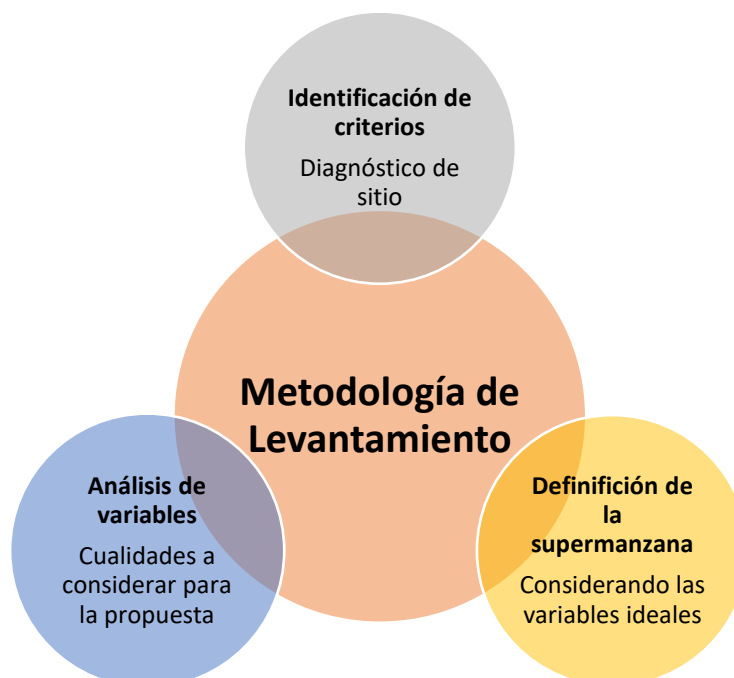 Identificación de
criterios
Diagnóstico de
sitio
Metodología de
Levantamiento
Análisis de
variables
Cualidades a
considerar para
la propuesta
Definifición de
la
supermanzana
Considerando las
variables ideales